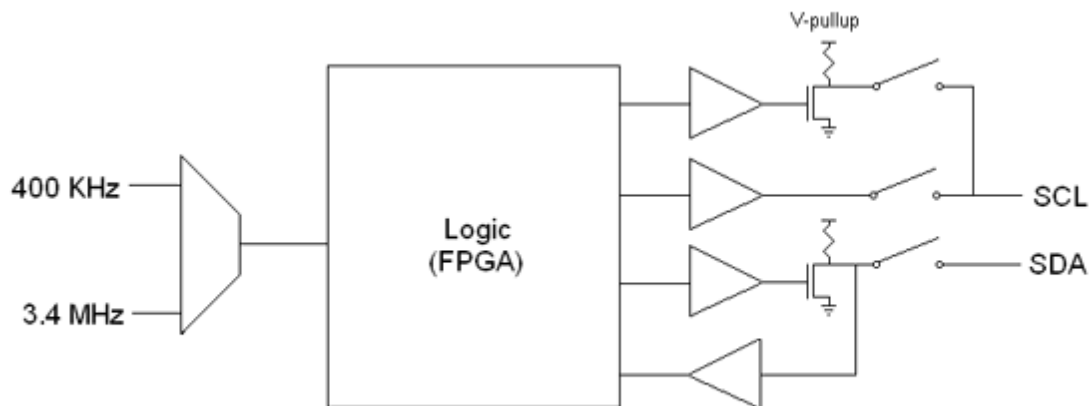 V-pullup
400 KHz
SCL
Logic
(FPGA)
SDA
3.4 MHz